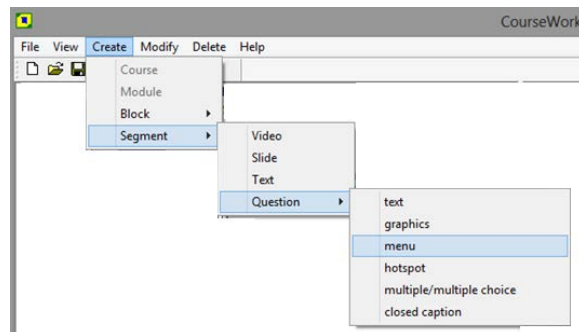 CourseWork
File View Create Modify Delete Help
Course
Module
Block
Segment
Video
Slide
Text
Question
text
graphics
menu
hotspot
multiple/multiple choice
closed caption